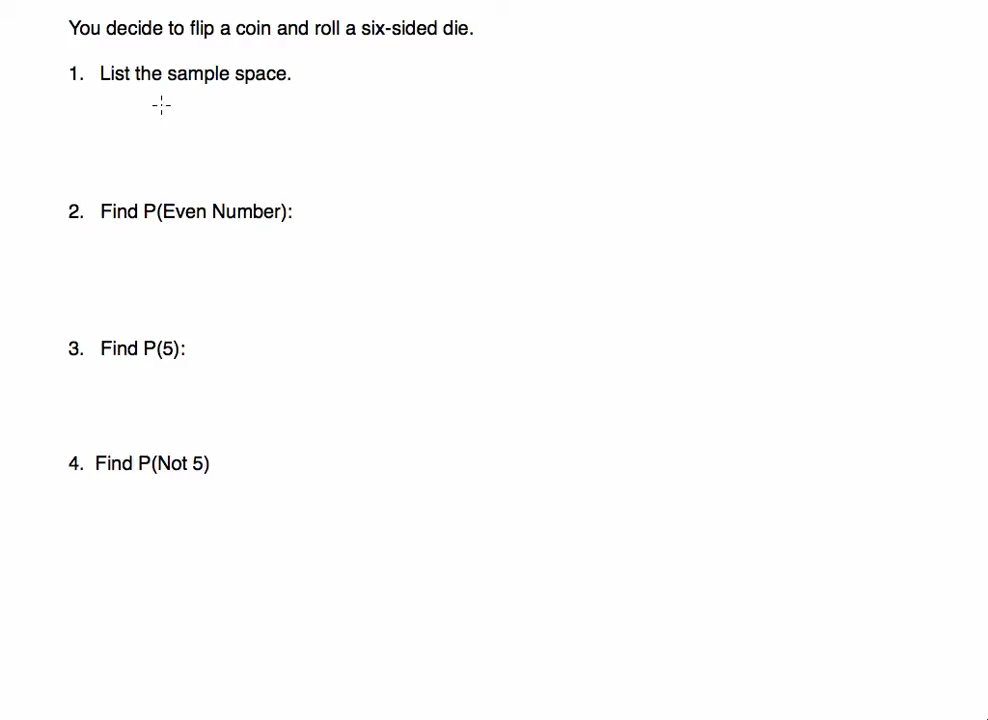 You decide to flip a coin and roll a six-sided die.
1. List the sample space.
2. Find P(Even Number):
3. Find P(5):
4. Find P(Not 5)